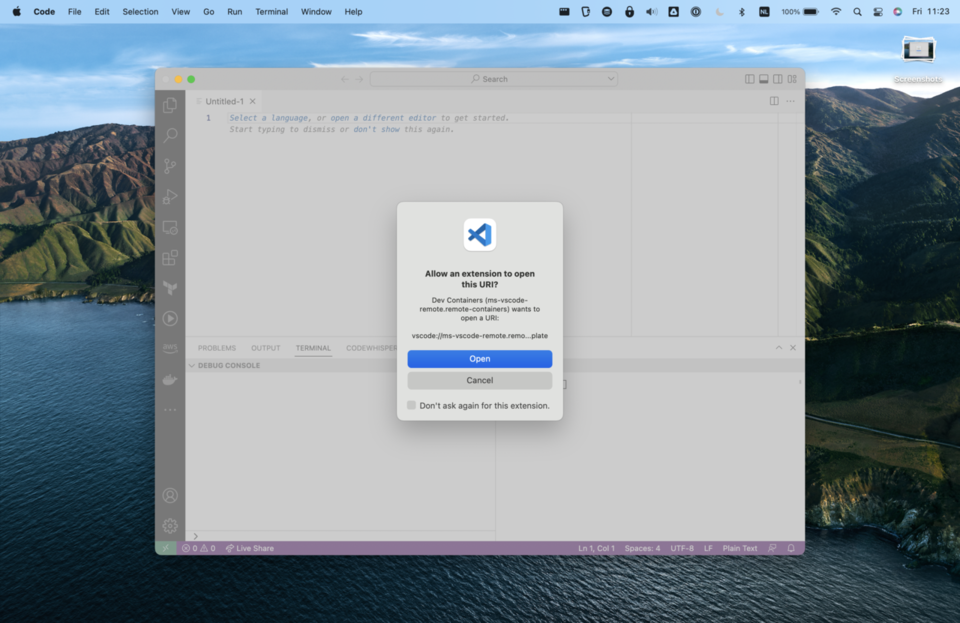 Code File Edit Selection View Go Run Terminal Window Help NL 100% Fri 11:23
Search
Screenshots
Untitled-1
1 Select a language, or open a different editor to get started.
Start typing to dismiss or don't show this again.
Allow an extension to open
this URI?
Dev Containers (ms-vscode-
remote.remote-containers) wants to
open a URI:
vscode://ms-vscode-remote.remo...plate
Open
Cancel
Don't ask again for this extension.
PROBLEMS OUTPUT TERMINAL CODEWHISPER
DEBUG CONSOLE
aws
0 0 Live Share Ln 1, Col 1 Spaces: 4 UTF-8 LF Plain Text